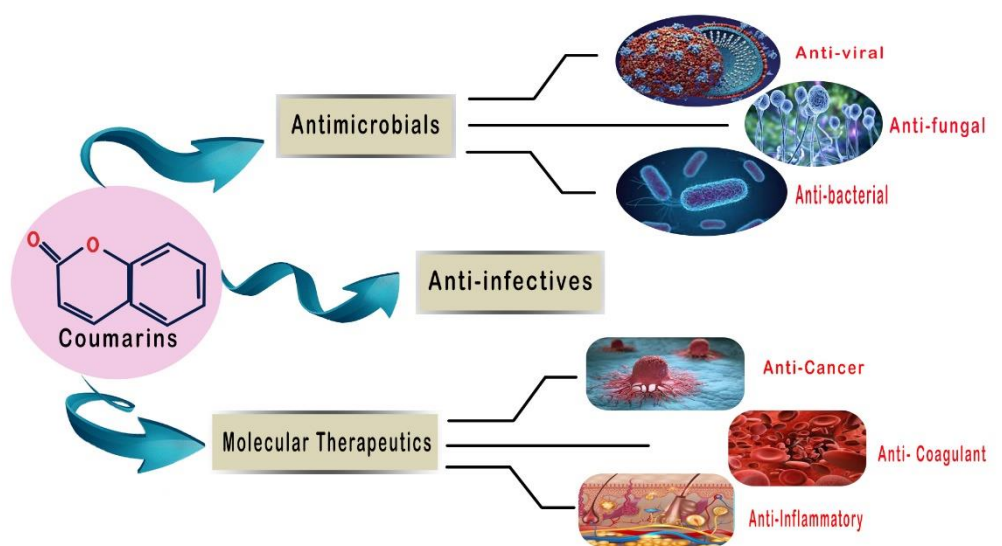 Anti-viral
Antimicrobials
Anti-fungal
Anti-bacterial
O
O
Coumarins
Anti-infectives
Anti-Cancer
Molecular Therapeutics
Anti- Coagulant
Anti-Inflammatory